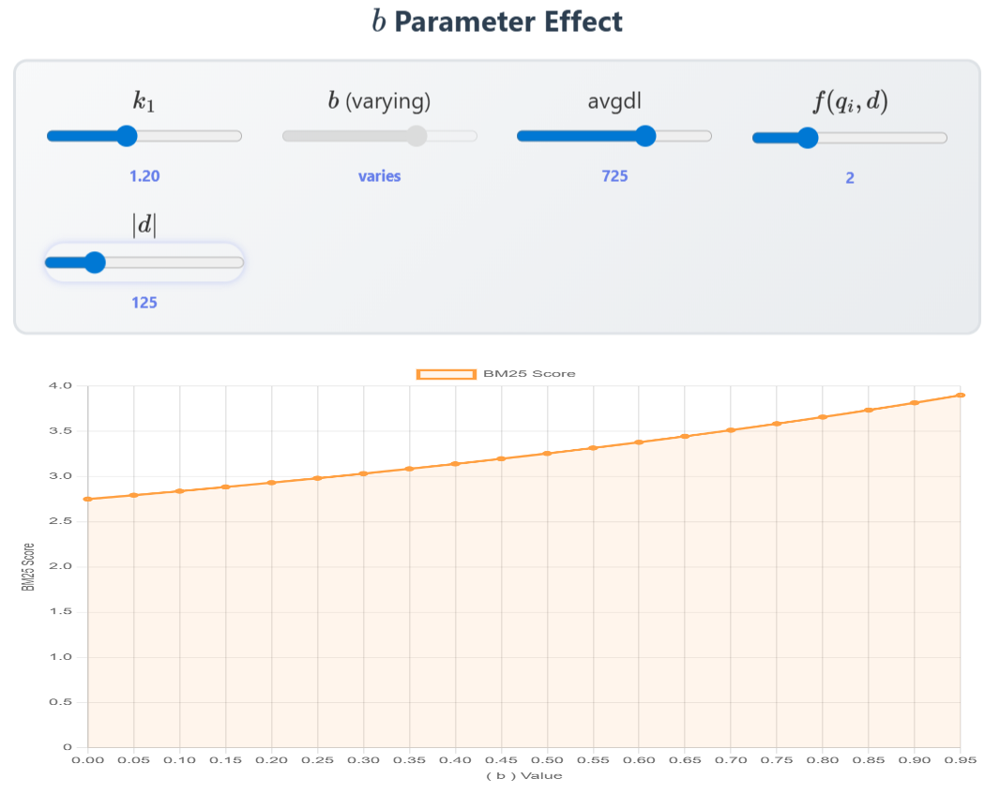 b Parameter Effect
k₁
b (varying)
avgdl
f(qᵢ, d)
1.20
varies
725
2
|d|
125
BM25 Score
4.0
3.5
3.0
2.5
2.0
1.5
1.0
0.5
0
BM25 Score
0.00 0.05 0.10 0.15 0.20 0.25 0.30 0.35 0.40 0.45 0.50 0.55 0.60 0.65 0.70 0.75 0.80 0.85 0.90 0.95
( b ) Value